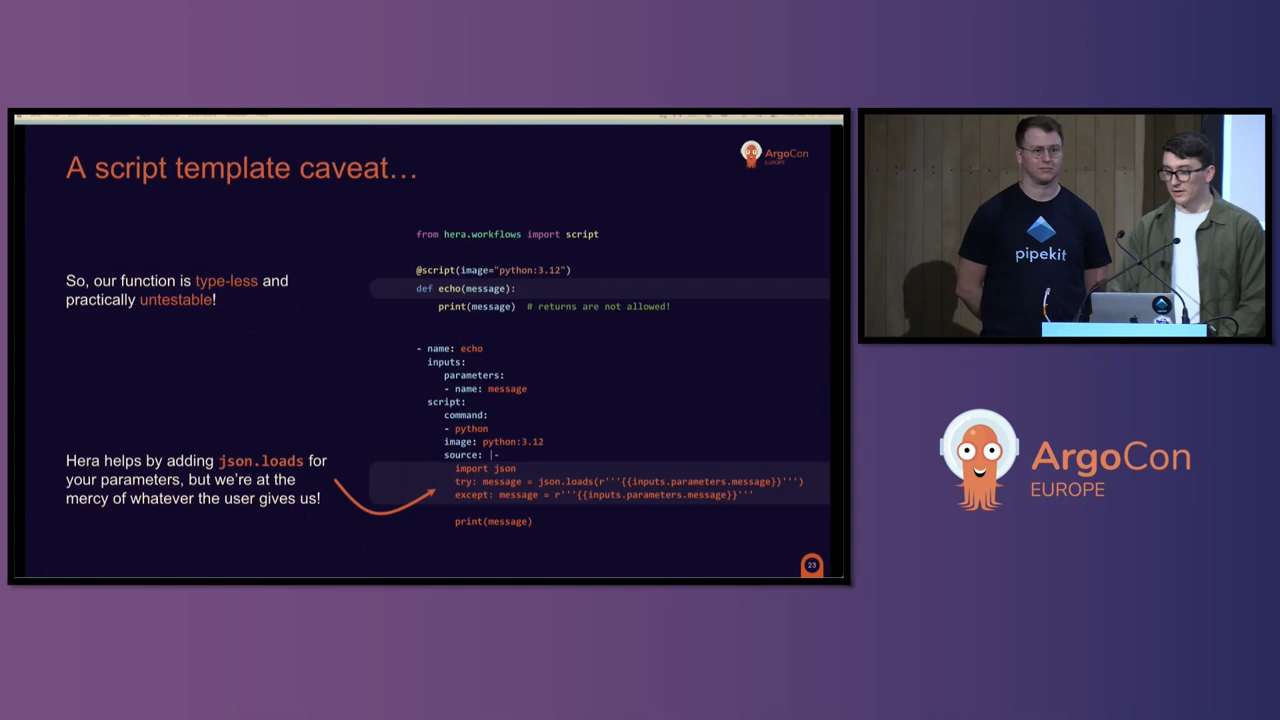 A script template caveat…
ArgoCon
EUROPE
So, our function is type-less and
practically untestable!
from hera.workflows import script
@script(image="python:3.12")
def echo(message):
print(message)  # returns are not allowed!
- name: echo
inputs:
parameters:
- name: message
script:
command:
- python
image: python:3.12
source: |-
import json
try: message = json.loads(r'''{{inputs.parameters.message}}''')
except: message = r'''{{inputs.parameters.message}}'''
print(message)
Hera helps by adding json.loads for
your parameters, but we're at the
mercy of whatever the user gives us!
23
pipekit
ArgoCon
EUROPE